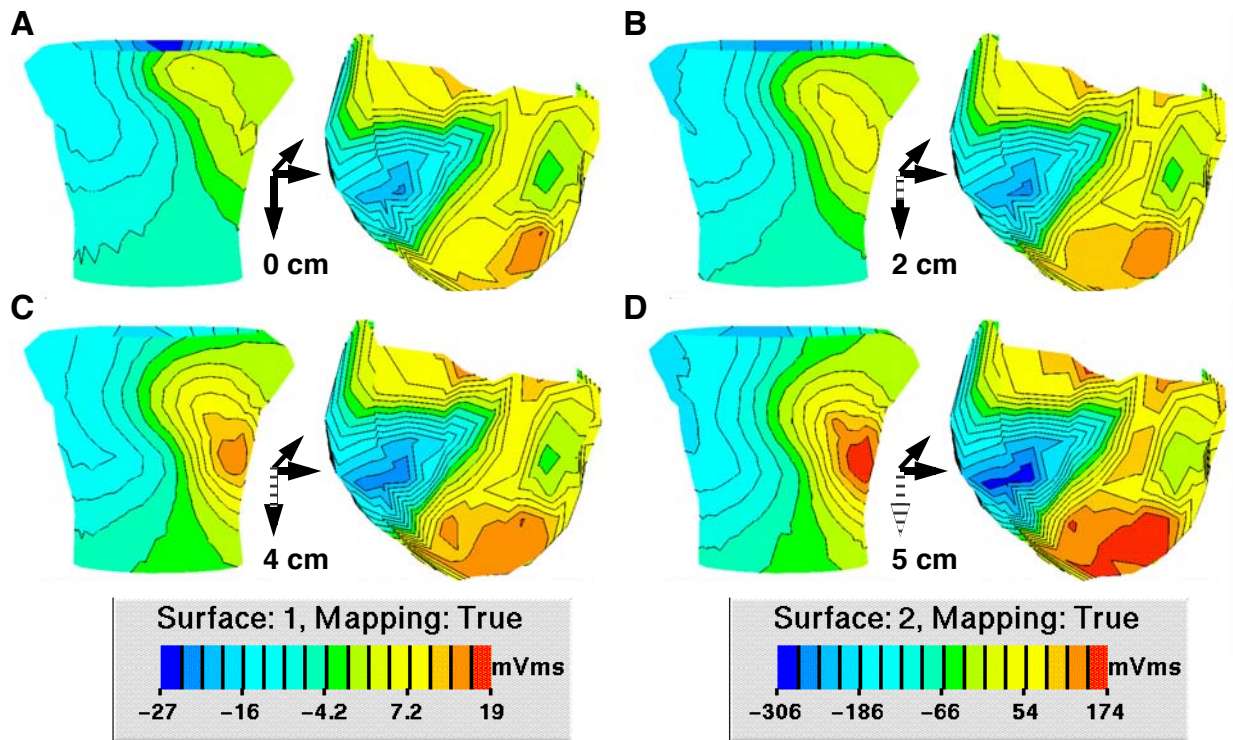 A
B
0 cm
2 cm
C
D
4 cm
5 cm
Surface: 1, Mapping: True
mVms
−27 −16 −4.2 7.2 19
Surface: 2, Mapping: True
mVms
−306 −186 −66 54 174